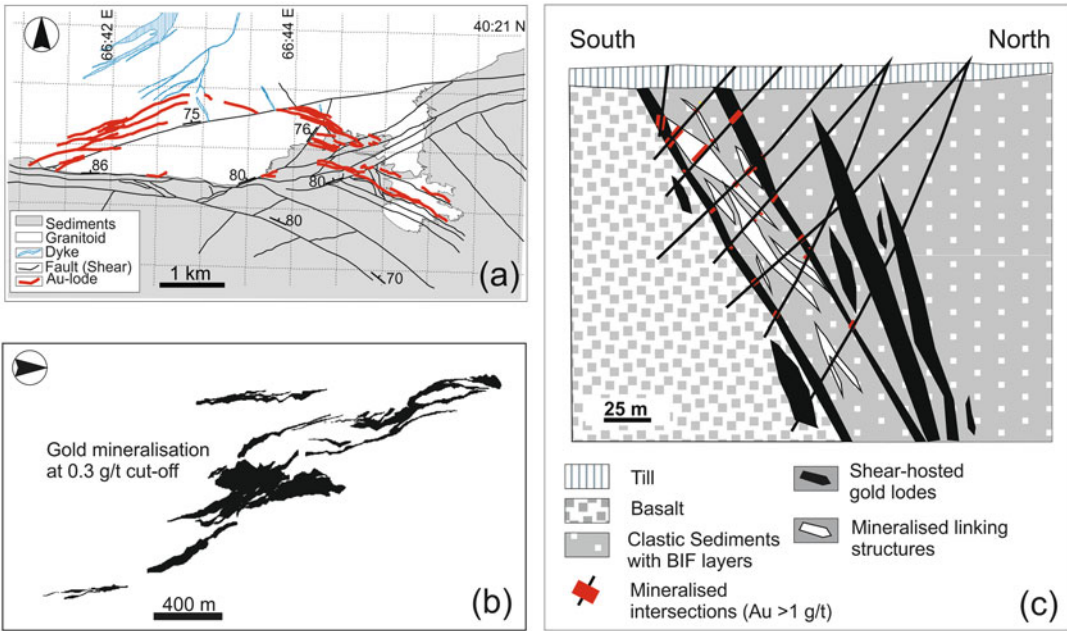 66:42 E
66:44 E
40:21 N
75
76
86
80
80
80
70
Sediments
Granitoid
Dyke
Fault (Shear)
Au-lode
1 km
(a)
Gold mineralisation
at 0.3 g/t cut-off
400 m
(b)
South
North
25 m
Till
Basalt
Clastic Sediments
with BIF layers
Mineralised
intersections (Au >1 g/t)
Shear-hosted
gold lodes
Mineralised linking
structures
(c)